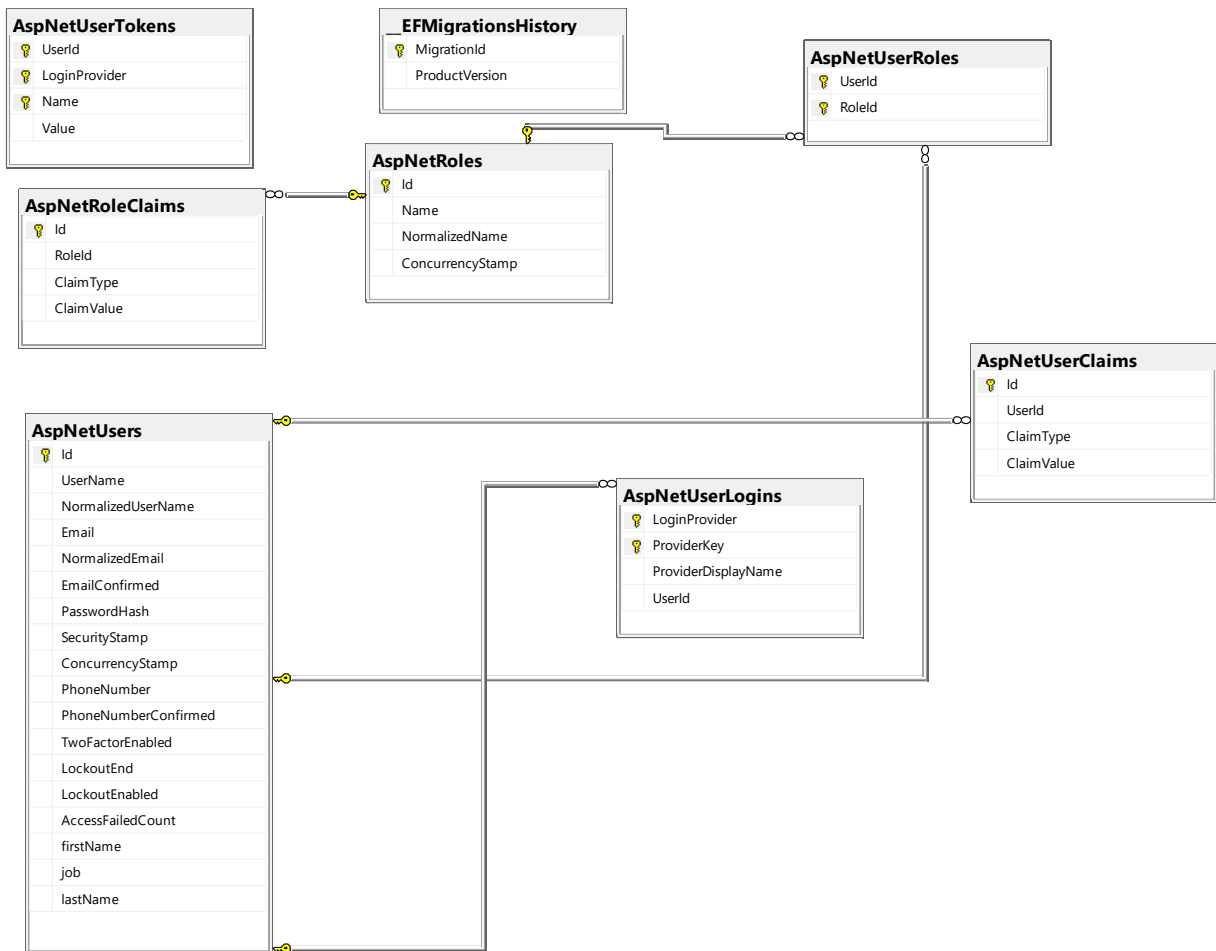 AspNetUserTokens
UserId
LoginProvider
Name
Value
__EFMigrationsHistory
MigrationId
ProductVersion
AspNetUserRoles
UserId
RoleId
AspNetRoles
Id
Name
NormalizedName
ConcurrencyStamp
AspNetRoleClaims
Id
RoleId
ClaimType
ClaimValue
AspNetUserClaims
Id
UserId
ClaimType
ClaimValue
AspNetUsers
Id
UserName
NormalizedUserName
Email
NormalizedEmail
EmailConfirmed
PasswordHash
SecurityStamp
ConcurrencyStamp
PhoneNumber
PhoneNumberConfirmed
TwoFactorEnabled
LockoutEnd
LockoutEnabled
AccessFailedCount
firstName
job
lastName
AspNetUserLogins
LoginProvider
ProviderKey
ProviderDisplayName
UserId